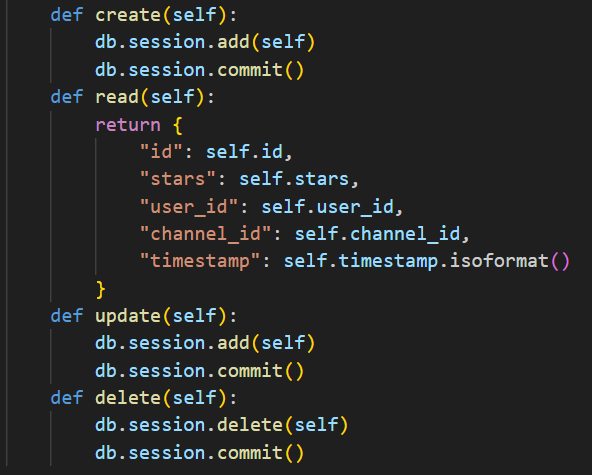 def create(self):
    db.session.add(self)
    db.session.commit()
def read(self):
    return {
        "id": self.id,
        "stars": self.stars,
        "user_id": self.user_id,
        "channel_id": self.channel_id,
        "timestamp": self.timestamp.isoformat()
    }
def update(self):
    db.session.add(self)
    db.session.commit()
def delete(self):
    db.session.delete(self)
    db.session.commit()